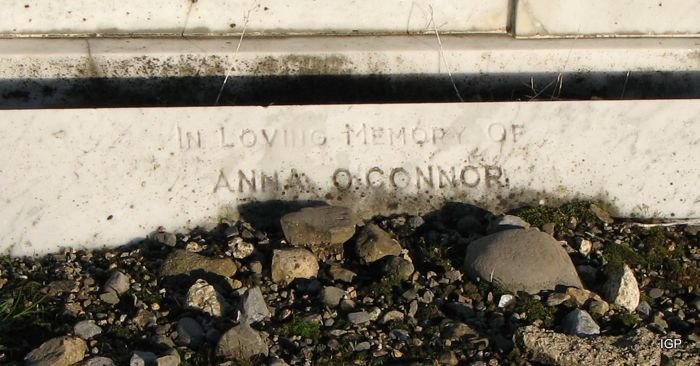 IN LOVING MEMORY OF
ANNA O'CONNOR
IGP